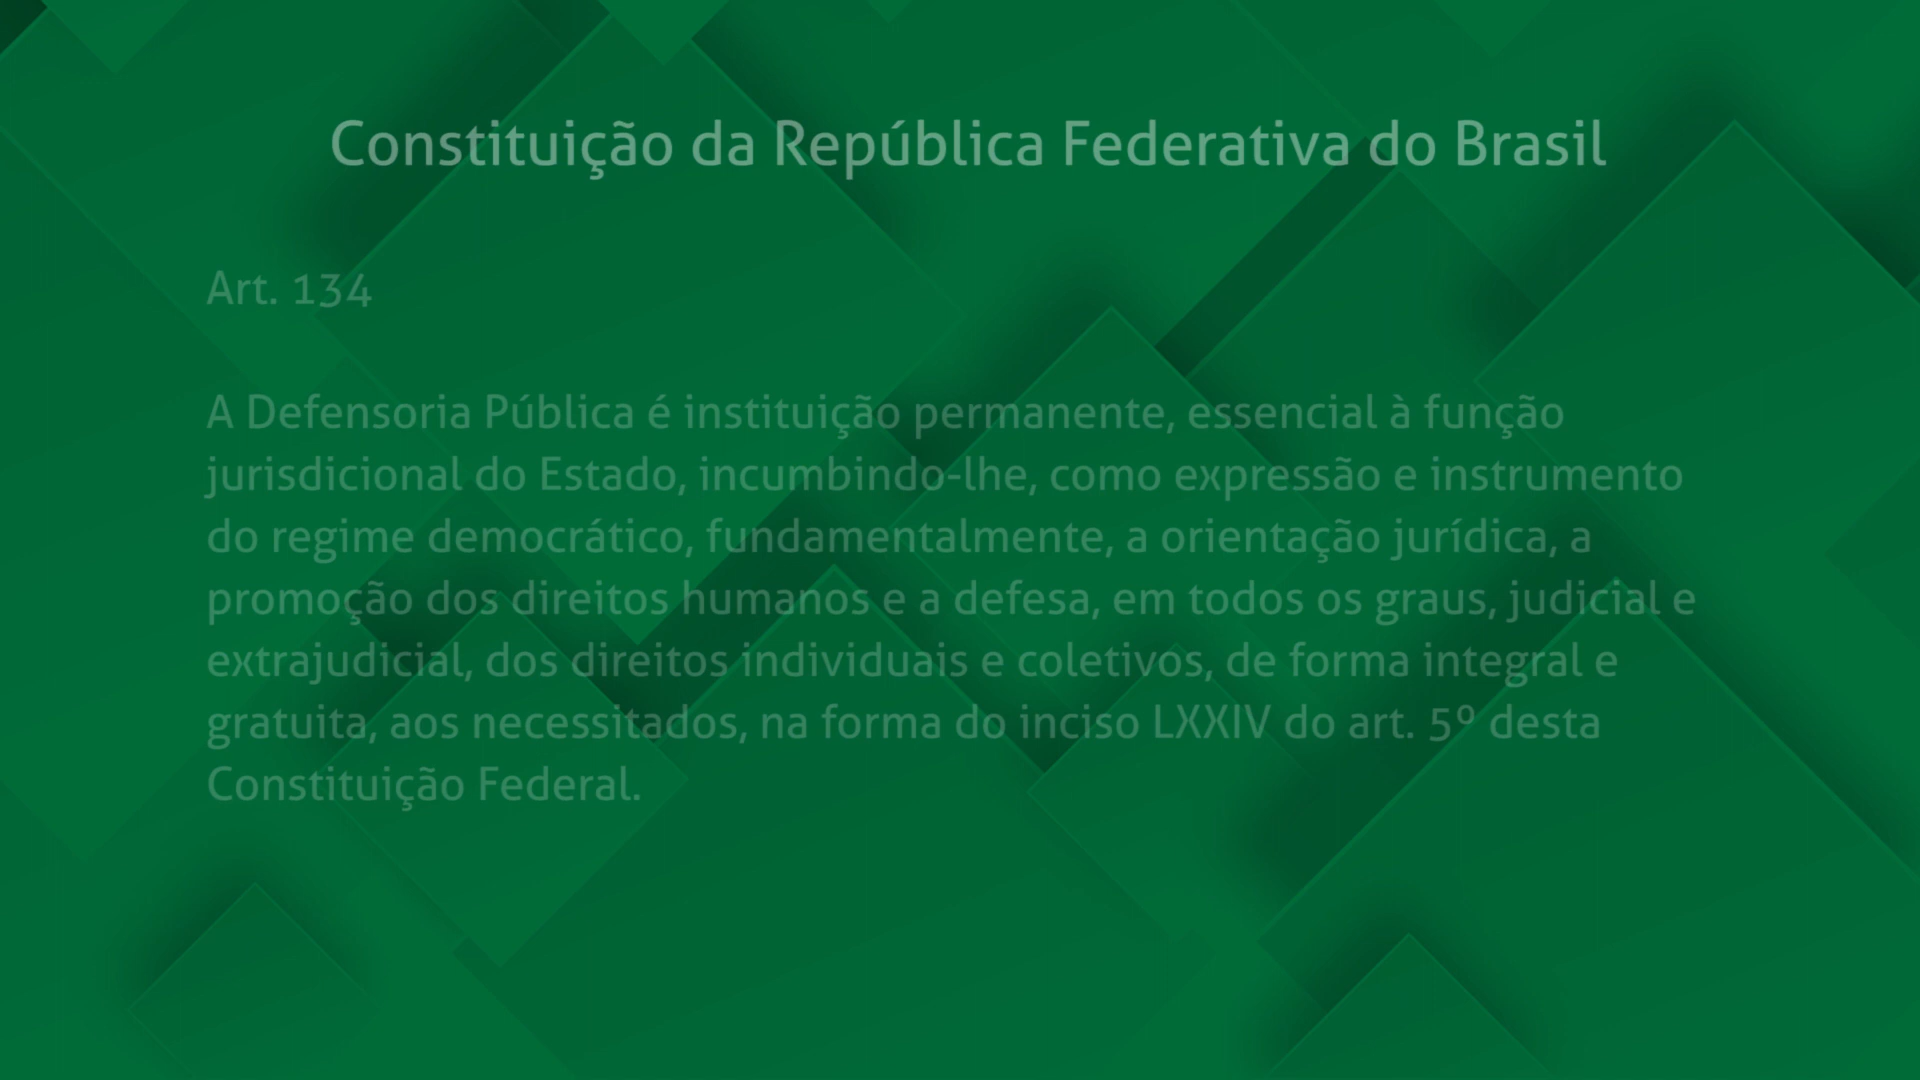 Constituição da República Federativa do Brasil
Art. 134
A Defensoria Pública é instituição permanente, essencial à função
jurisdicional do Estado, incumbindo-lhe, como expressão e instrumento
do regime democrático, fundamentalmente, a orientação jurídica, a
promoção dos direitos humanos e a defesa, em todos os graus, judicial e
extrajudicial, dos direitos individuais e coletivos, de forma integral e
gratuita, aos necessitados, na forma do inciso LXXIV do art. 5º desta
Constituição Federal.